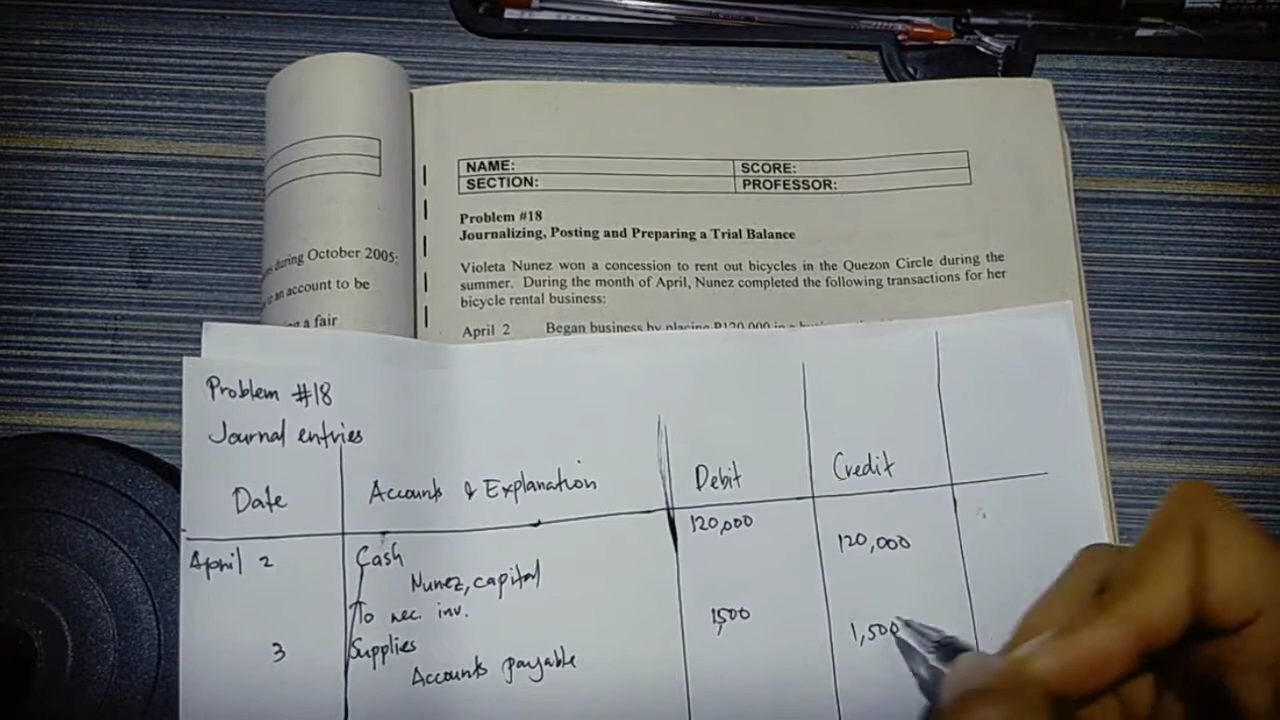 NAME: SCORE:
SECTION: PROFESSOR:
Problem #18
Journalizing, Posting and Preparing a Trial Balance
Violeta Nunez won a concession to rent out bicycles in the Quezon Circle during the
summer. During the month of April, Nunez completed the following transactions for her
bicycle rental business:
April 2 Began business by placing P120,000 in a
during October 2005:
an account to be
a fair
Problem #18
Journal entries
Date Accounts & Explanation Debit Credit
April 2 Cash 120,000
Nunez, capital 120,000
To rec. inv.
3 Supplies 1,500
Accounts payable 1,500